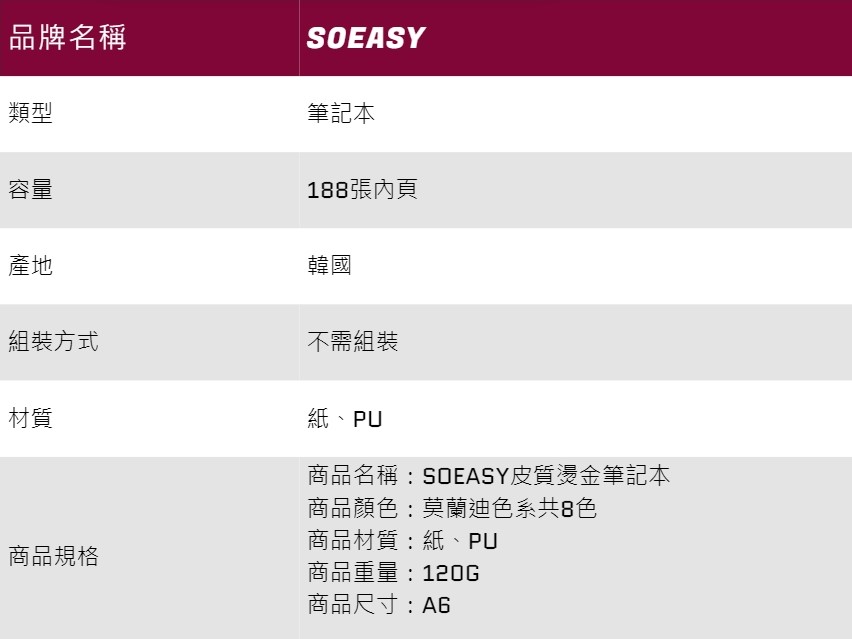 品牌名稱 SOEASY
類型 筆記本
容量 188張內頁
產地 韓國
組裝方式 不需組裝
材質 紙、PU
商品規格
商品名稱：SOEASY皮質燙金筆記本
商品顏色：莫蘭迪色系共8色
商品材質：紙、PU
商品重量：120G
商品尺寸：A6